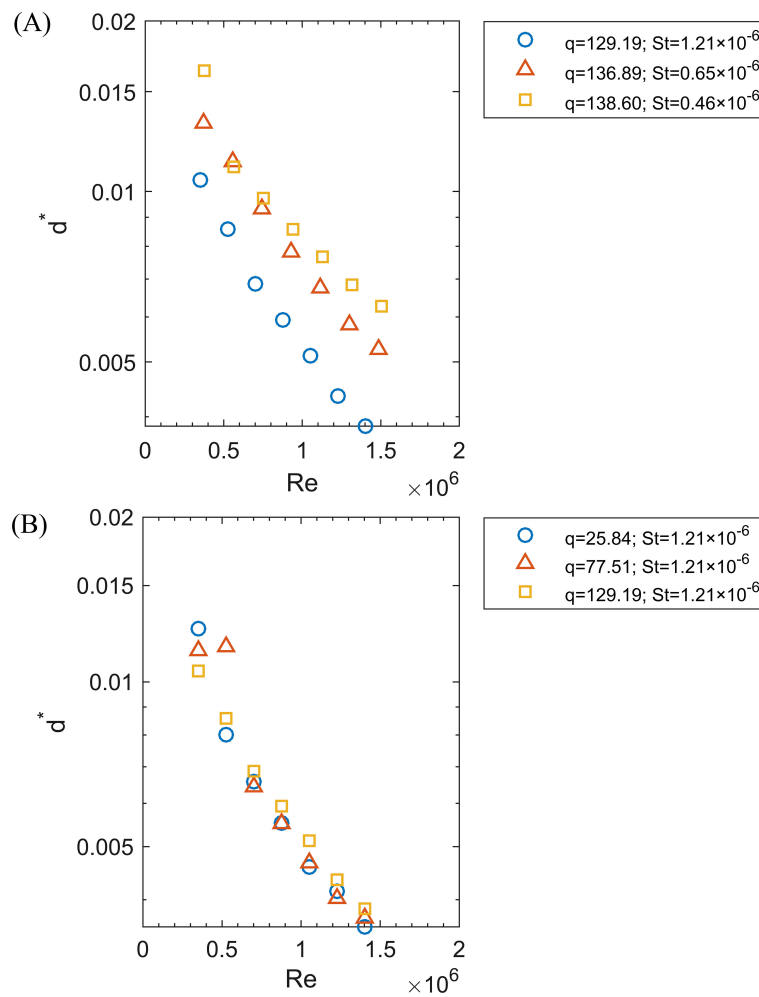 (A)
0.02
0.015
0.01
0.005
d*
0 0.5 1 1.5 2
Re
×10⁶
q=129.19; St=1.21×10⁻⁶
q=136.89; St=0.65×10⁻⁶
q=138.60; St=0.46×10⁻⁶
(B)
0.02
0.015
0.01
0.005
d*
0 0.5 1 1.5 2
Re
×10⁶
q=25.84; St=1.21×10⁻⁶
q=77.51; St=1.21×10⁻⁶
q=129.19; St=1.21×10⁻⁶